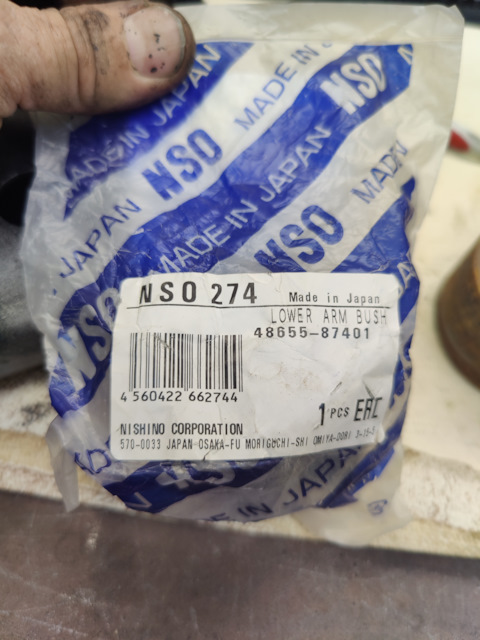 MADE IN JAPAN
MADE IN
NSO
NSO
JAPAN
MADE IN JAPAN
MADE
NSO
NSO
NSO 274
Made in Japan
LOWER ARM BUSH
48655-87401
4 560422 662744
1 PCS EAC
NISHINO CORPORATION
570-0033 JAPAN OSAKA-FU MORIGUCHI-SHI OMIYA-DORI
IN JAPAN